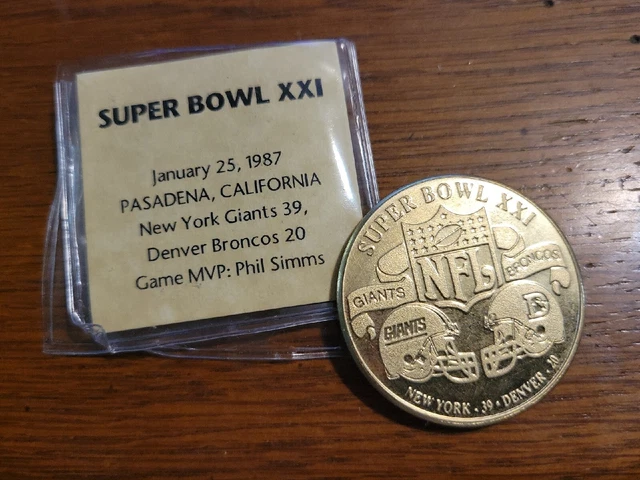 SUPER BOWL XXI
January 25, 1987
PASADENA, CALIFORNIA
New York Giants 39,
Denver Broncos 20
Game MVP: Phil Simms
SUPER BOWL XXI
NFL
GIANTS
BRONCOS
GIANTS
D
NEW YORK · 39 · DENVER · 20